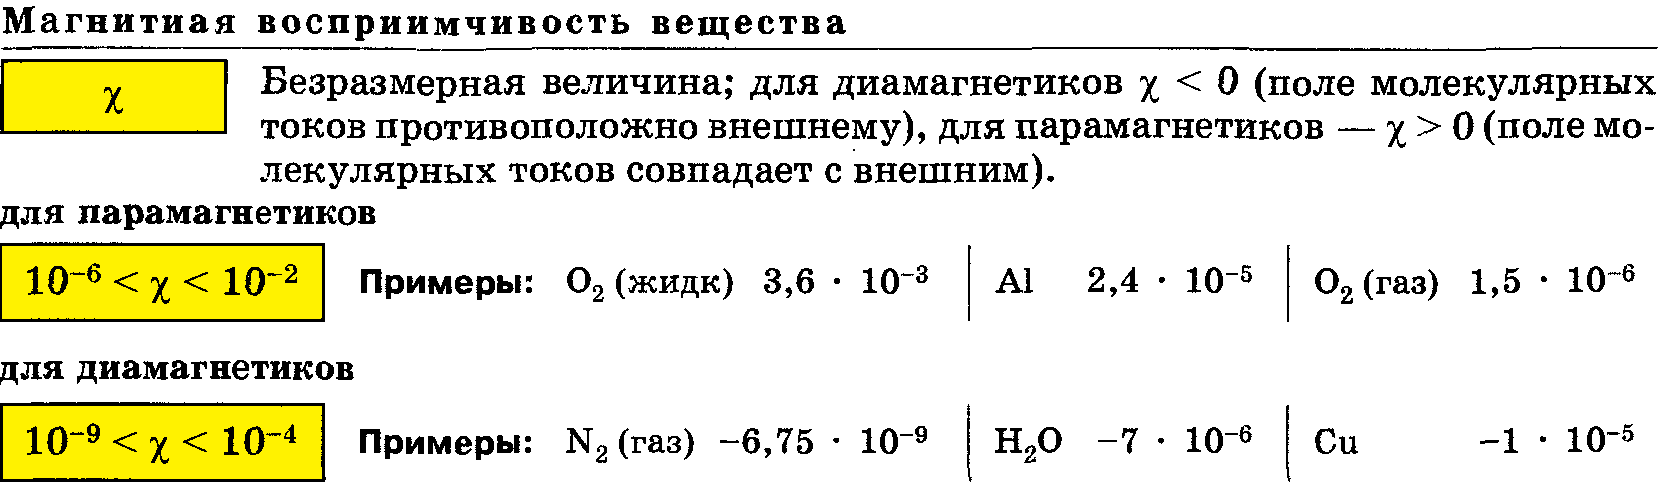 Магнитная восприимчивость вещества
χ
Безразмерная величина; для диамагнетиков χ < 0 (поле молекулярных
токов противоположно внешнему), для парамагнетиков — χ > 0 (поле мо-
лекулярных токов совпадает с внешним).
для парамагнетиков
10⁻⁶ < χ < 10⁻² Примеры: O₂ (жидк) 3,6 · 10⁻³ Al 2,4 · 10⁻⁵ O₂ (газ) 1,5 · 10⁻⁶
для диамагнетиков
10⁻⁹ < χ < 10⁻⁴ Примеры: N₂ (газ) −6,75 · 10⁻⁹ H₂O −7 · 10⁻⁶ Cu −1 · 10⁻⁵